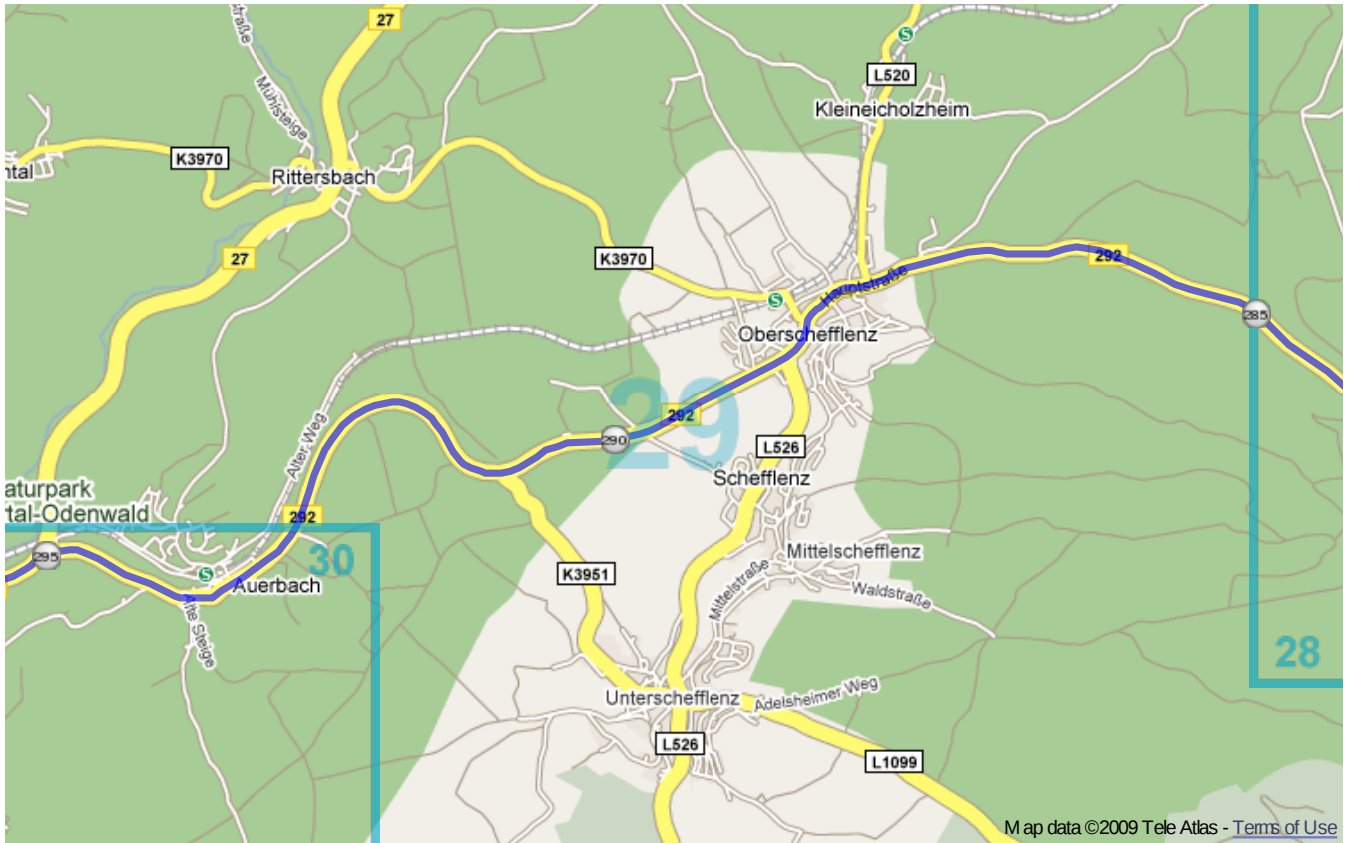 27
L520
Kleineicholzheim
Mühlsteige
K3970
Rittersbach
27
K3970
292
Hauptstraße
285
Oberschefflenz
29
292
290
L526
Alter Weg
Schefflenz
aturpark
tal-Odenwald
292
30
295
Auerbach
Mittelschefflenz
K3951
Mittelstraße
Waldstraße
Alte Steige
28
Unterschefflenz
Adelsheimer Weg
L526
L1099
Map data ©2009 Tele Atlas - Terms of Use